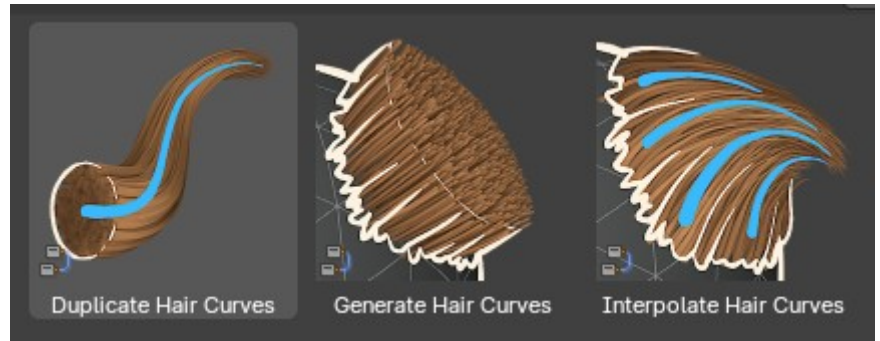 Duplicate Hair Curves
Generate Hair Curves
Interpolate Hair Curves